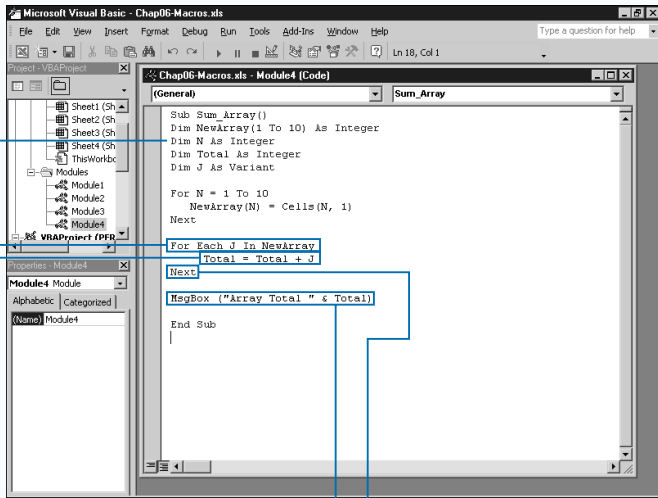 Microsoft Visual Basic - Chap06-Macros.xls
File Edit View Insert Format Debug Run Tools Add-Ins Window Help
Type a question for help
Ln 18, Col 1
Project - VBAProject
Sheet1 (Sh
Sheet2 (Sh
Sheet3 (Sh
Sheet4 (Sh
ThisWorkbo
Modules
Module1
Module2
Module3
Module4
VBAProject (PER
Properties - Module4
Module4 Module
Alphabetic Categorized
(Name) Module4
Chap06-Macros.xls - Module4 (Code)
(General) Sum_Array
Sub Sum_Array()
Dim NewArray(1 To 10) As Integer
Dim N As Integer
Dim Total As Integer
Dim J As Variant
For N = 1 To 10
NewArray(N) = Cells(N, 1)
Next
For Each J In NewArray
Total = Total + J
Next
MsgBox ("Array Total " & Total)
End Sub